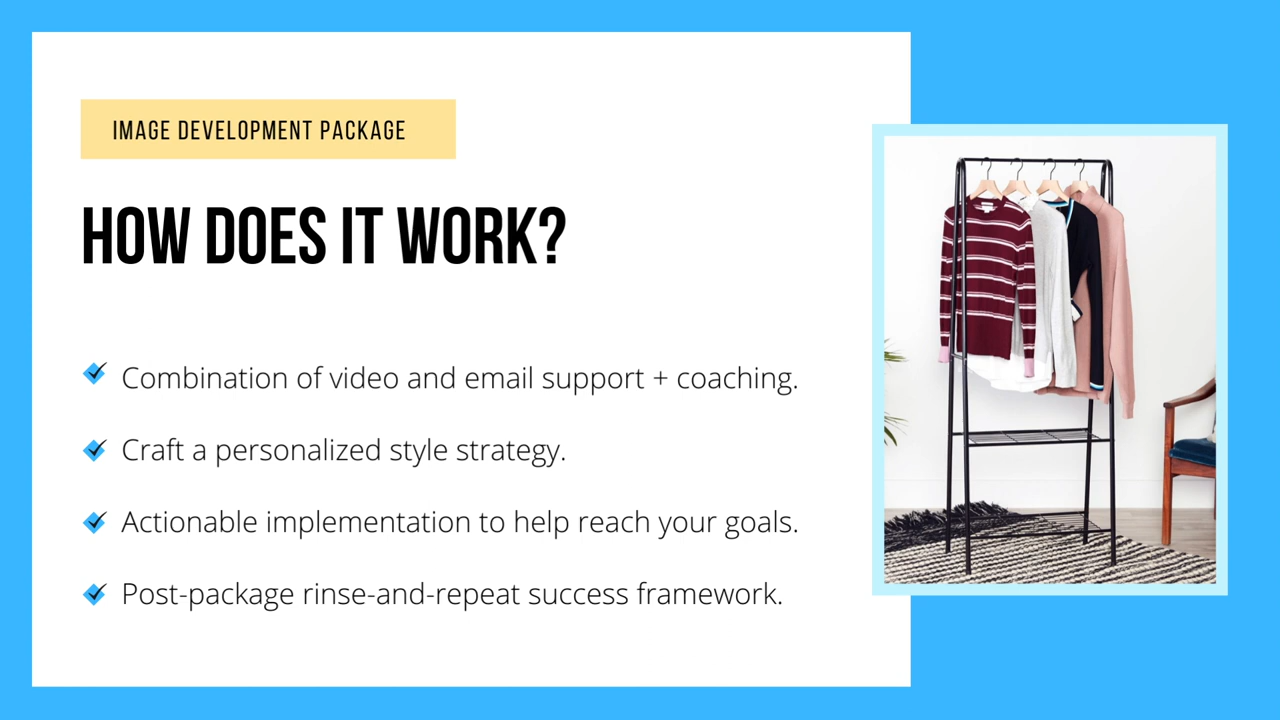 IMAGE DEVELOPMENT PACKAGE
HOW DOES IT WORK?
Combination of video and email support + coaching.
Craft a personalized style strategy.
Actionable implementation to help reach your goals.
Post-package rinse-and-repeat success framework.